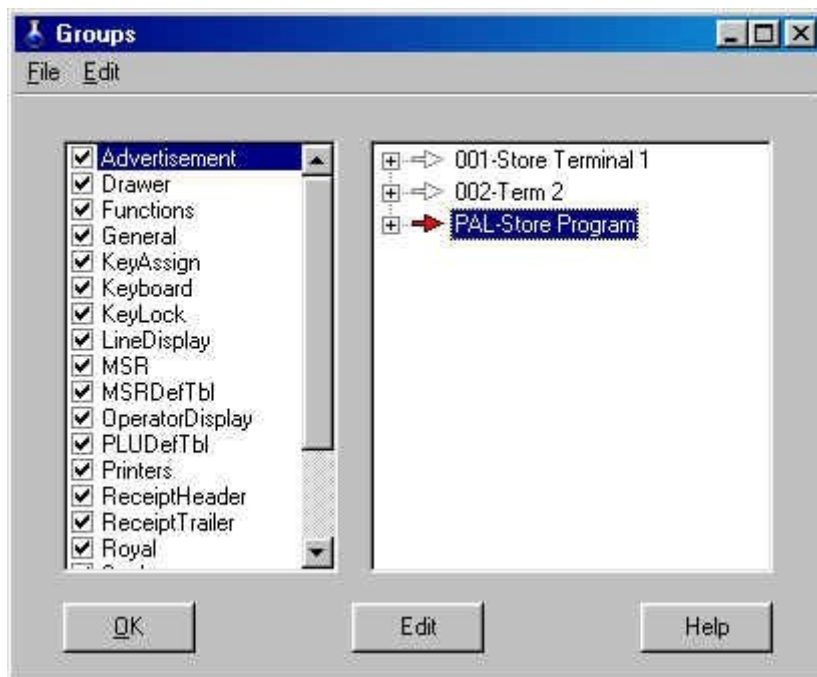 Groups
File Edit
Advertisement
Drawer
Functions
General
KeyAssign
Keyboard
KeyLock
LineDisplay
MSR
MSRDefTbl
OperatorDisplay
PLUDefTbl
Printers
ReceiptHeader
ReceiptTrailer
Royal
001-Store Terminal 1
002-Term 2
PAL-Store Program
OK Edit Help